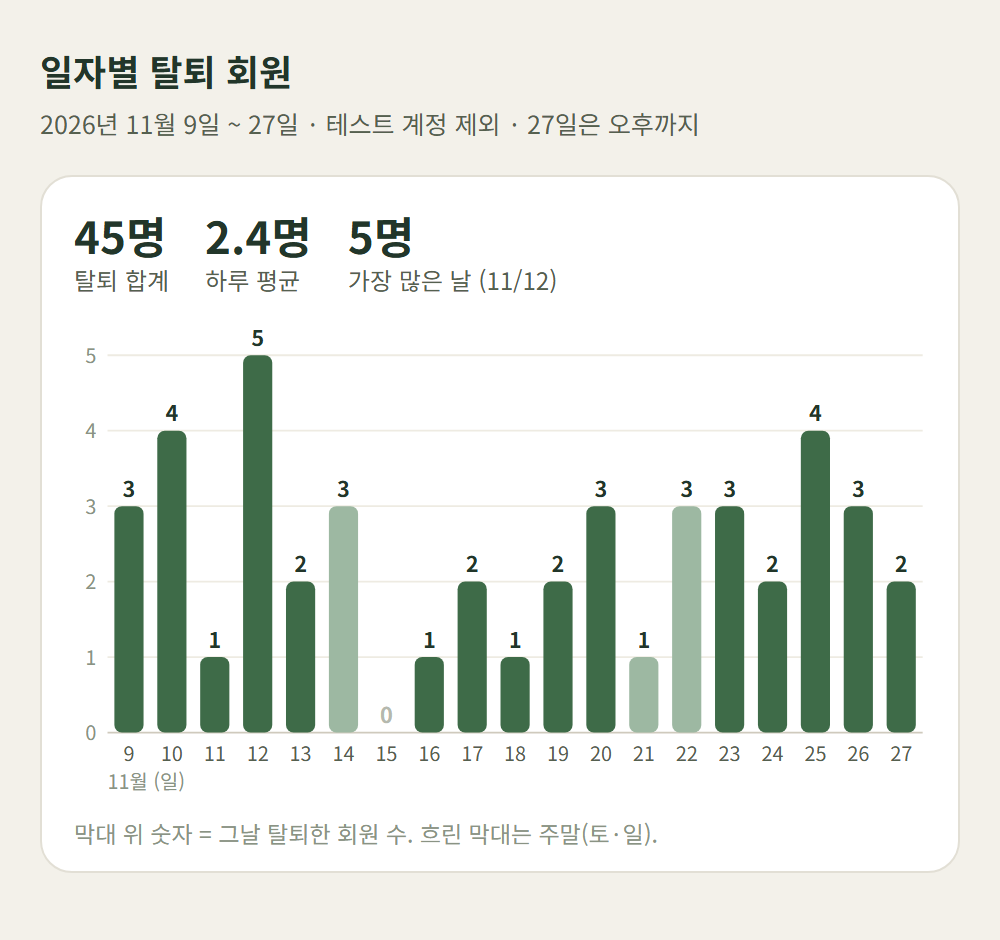 일자별 탈퇴 회원
2026년 11월 9일 ~ 27일 · 테스트 계정 제외 · 27일은 오후까지
45명 2.4명 5명
탈퇴 합계 하루 평균 가장 많은 날 (11/12)
5
4
3
2
1
0
3 4 1 5 2 3 0 1 2 1 2 3 1 3 3 2 4 3 2
9 10 11 12 13 14 15 16 17 18 19 20 21 22 23 24 25 26 27
11월 (일)
막대 위 숫자 = 그날 탈퇴한 회원 수. 흐린 막대는 주말(토·일).